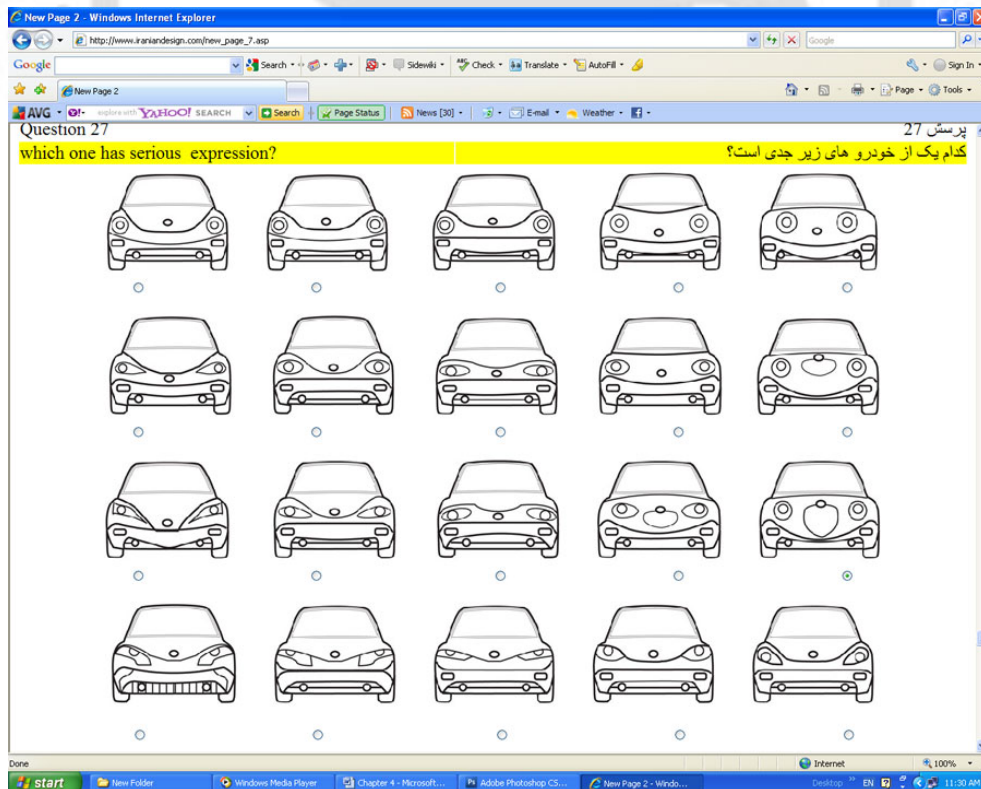 New Page 2 - Windows Internet Explorer
http://www.iraniandesign.com/new_page_7.asp
Google
Google Search Sidewiki Check Translate AutoFill Sign In
New Page 2 Page Tools
AVG explore with YAHOO! SEARCH Search Page Status News [30] E-mail Weather
Question 27 پرسش 27
which one has serious expression? کدام یک از خودرو های زیر جدی است؟
Done Internet 100%
start New Folder Windows Media Player Chapter 4 - Microsoft... Adobe Photoshop CS... New Page 2 - Windo... Desktop EN 11:30 AM